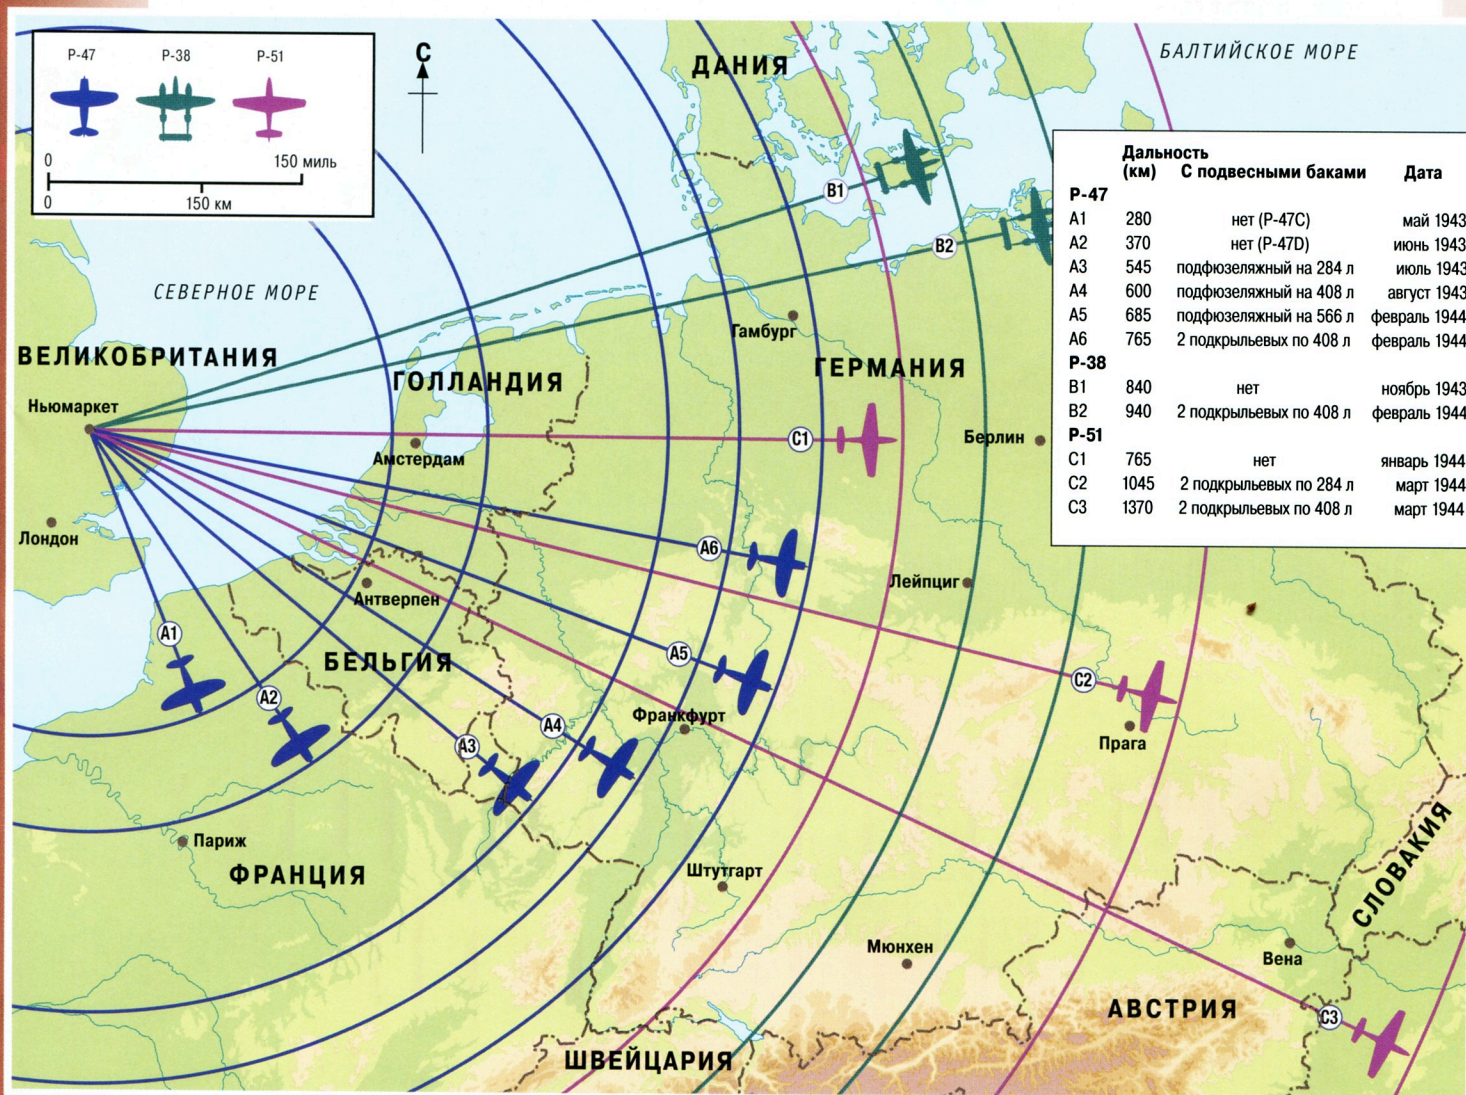 P-47 P-38 P-51
0 150 миль
0 150 км
С
ДАНИЯ
БАЛТИЙСКОЕ МОРЕ
СЕВЕРНОЕ МОРЕ
ВЕЛИКОБРИТАНИЯ
Ньюмаркет
Лондон
ГОЛЛАНДИЯ
Амстердам
Гамбург
ГЕРМАНИЯ
Берлин
Антверпен
БЕЛЬГИЯ
Лейпциг
Франкфурт
Прага
Париж
ФРАНЦИЯ
Штутгарт
Мюнхен
Вена
СЛОВАКИЯ
АВСТРИЯ
ШВЕЙЦАРИЯ
B1
B2
C1
A6
A5
C2
A1
A2
A3
A4
C3
Дальность
(км) С подвесными баками Дата
P-47
A1 280 нет (P-47C) май 1943
A2 370 нет (P-47D) июнь 1943
A3 545 подфюзеляжный на 284 л июль 1943
A4 600 подфюзеляжный на 408 л август 1943
A5 685 подфюзеляжный на 566 л февраль 1944
A6 765 2 подкрыльевых по 408 л февраль 1944
P-38
B1 840 нет ноябрь 1943
B2 940 2 подкрыльевых по 408 л февраль 1944
P-51
C1 765 нет январь 1944
C2 1045 2 подкрыльевых по 284 л март 1944
C3 1370 2 подкрыльевых по 408 л март 1944